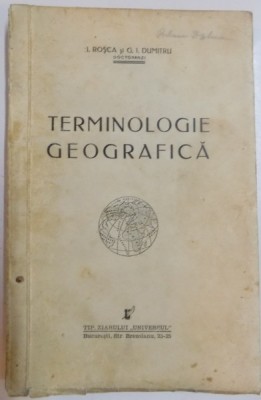 I. ROȘCA și G. I. DUMITRU
TERMINOLOGIE
GEOGRAFICĂ
TIP. ZIARULUI „UNIVERSUL”
București, Str. Brezoianu, 23-25